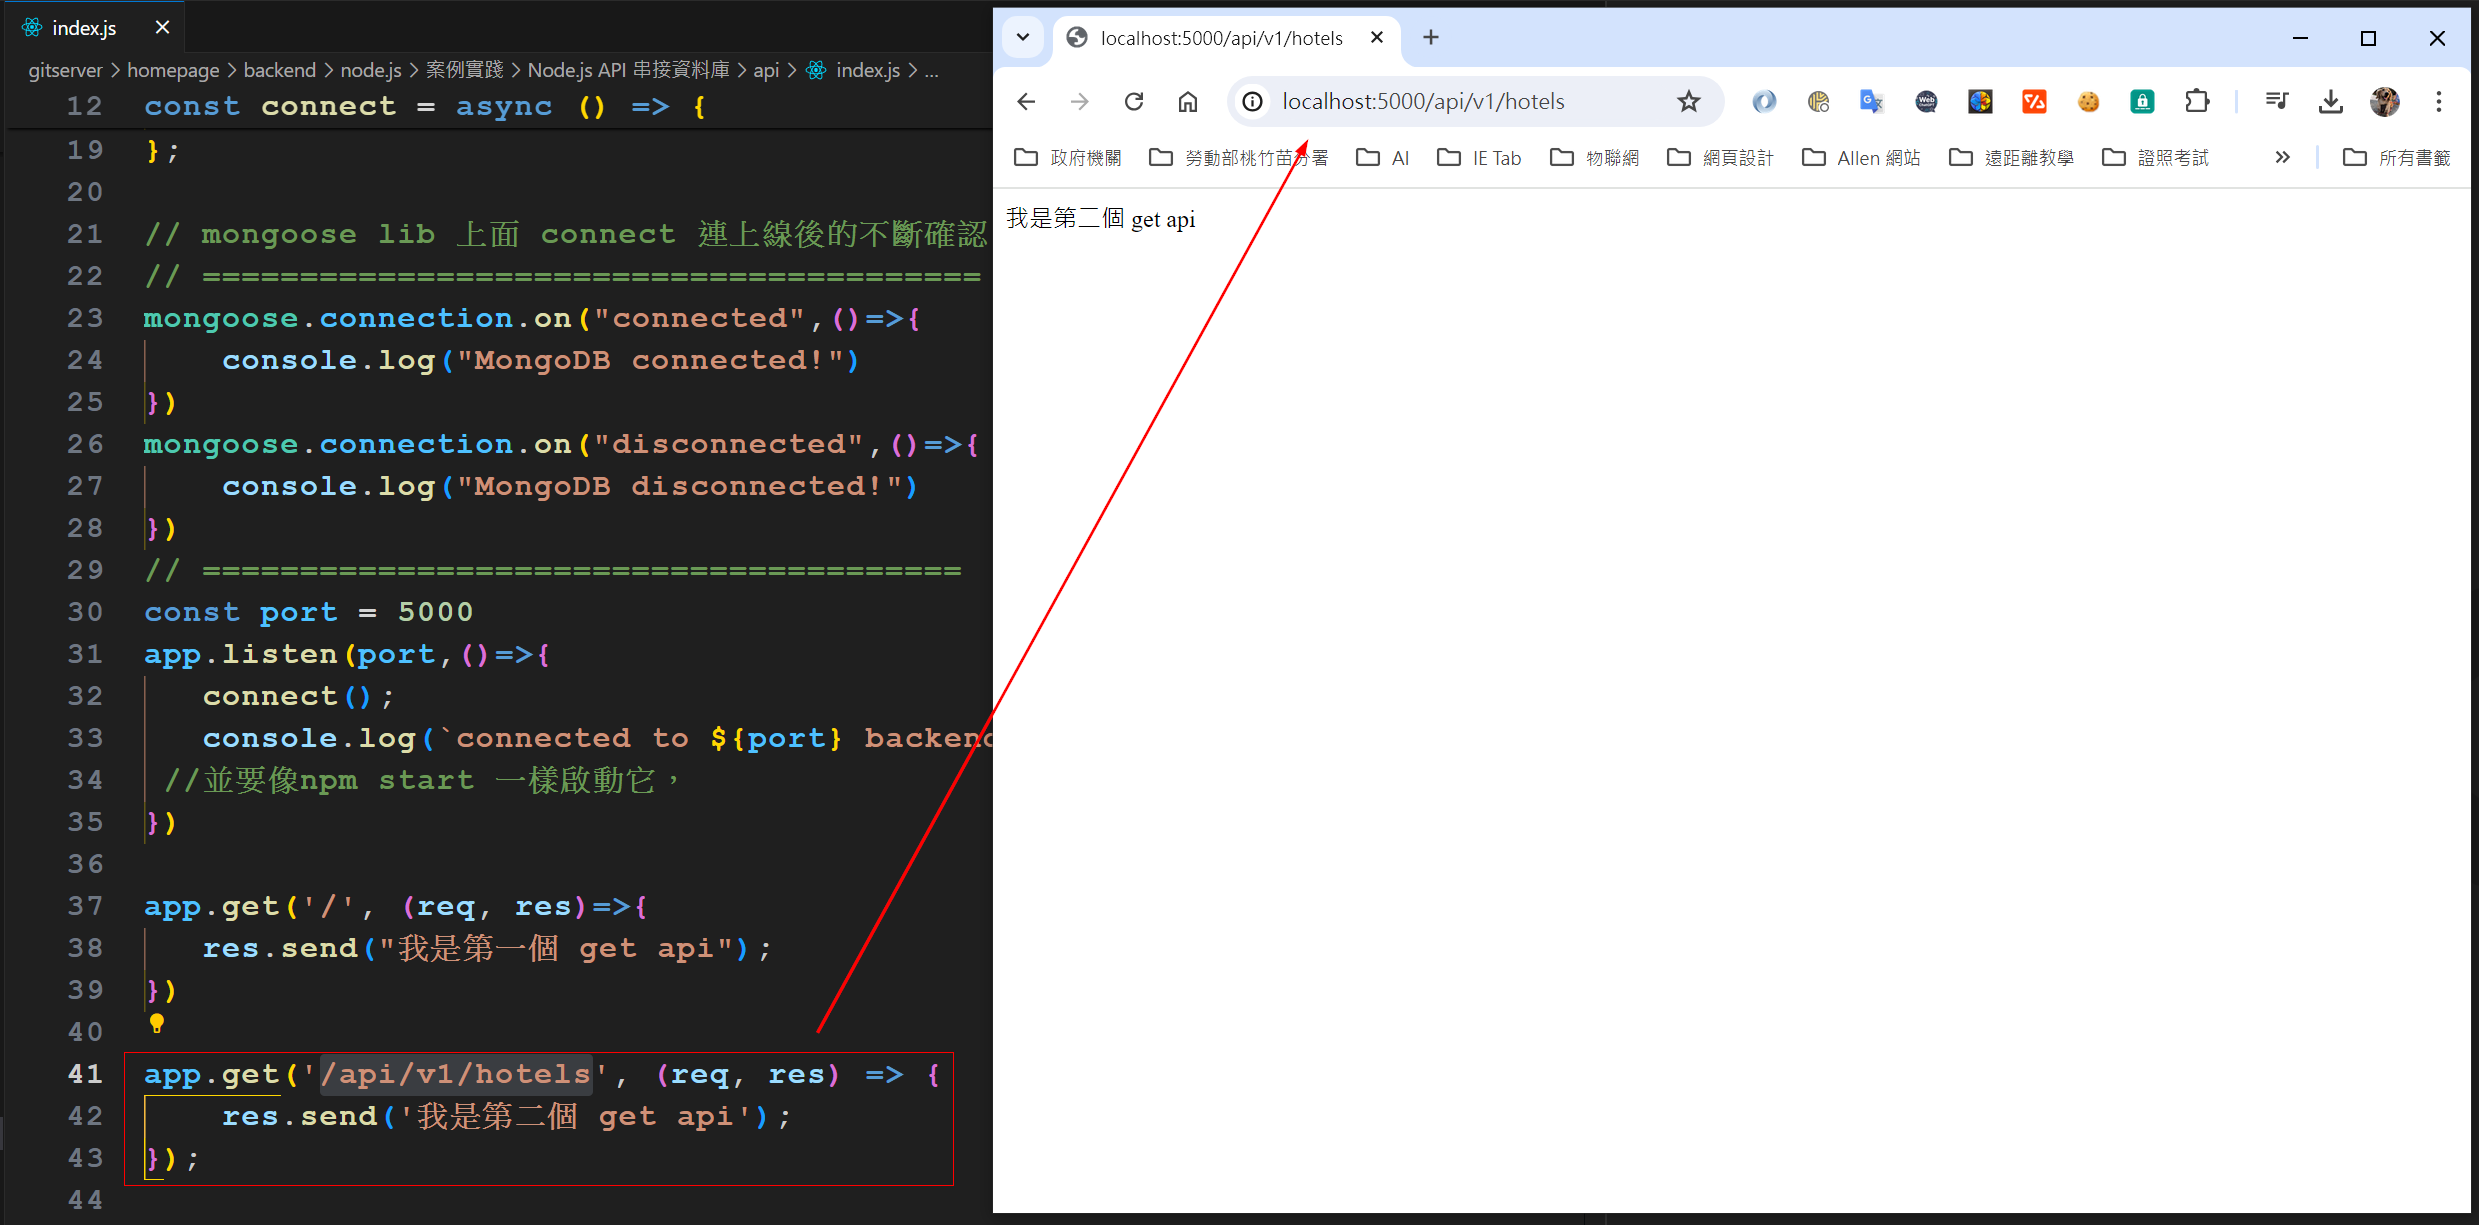 index.js
gitserver > homepage > backend > node.js > 案例實踐 > Node.js API 串接資料庫 > api > index.js > ...
12 const connect = async () => {
19 };
20
21 // mongoose lib 上面 connect 連上線後的不斷確認
22 // ========================================
23 mongoose.connection.on("connected",()=>{
24     console.log("MongoDB connected!")
25 })
26 mongoose.connection.on("disconnected",()=>{
27     console.log("MongoDB disconnected!")
28 })
29 // =======================================
30 const port = 5000
31 app.listen(port,()=>{
32    connect();
33    console.log(`connected to ${port} backend
34  //並要像npm start 一樣啟動它，
35 })
36
37 app.get('/', (req, res)=>{
38    res.send("我是第一個 get api");
39 })
40
41 app.get('/api/v1/hotels', (req, res) => {
42     res.send('我是第二個 get api');
43 });
44
localhost:5000/api/v1/hotels
localhost:5000/api/v1/hotels
政府機關 勞動部桃竹苗分署 AI IE Tab 物聯網 網頁設計 Allen 網站 遠距離教學 證照考試 » 所有書籤
我是第二個 get api